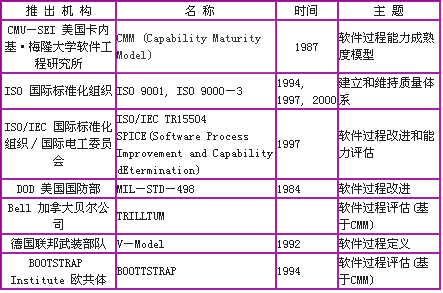 推 出 机 构 名 称 时间 主 题
CMU－SEI 美国卡内
基·梅隆大学软件工
程研究所
CMM (Capability Maturity
Model)
1987
软件过程能力成熟
度模型
ISO 国际标准化组织
ISO 9001, ISO 9000－3
1994,
1997, 2000
建立和维持质量体
系
ISO/IEC 国际标准化
组织／国际电工委员
会
ISO/IEC TR15504
SPICE(Software Process
Improvement and Capability
dEtermination)
1997
软件过程改进和能
力评估
DOD 美国国防部
MIL－STD－498
1984
软件过程改进
Bell 加拿大贝尔公
司
TRILLTUM
软件过程评估(基
于CMM)
德国联邦武装部队
V－Model
1992
软件过程定义
BOOTSTRAP
Institute 欧共体
BOOTTSTRAP
1994
软件过程评估(基
于CMM)